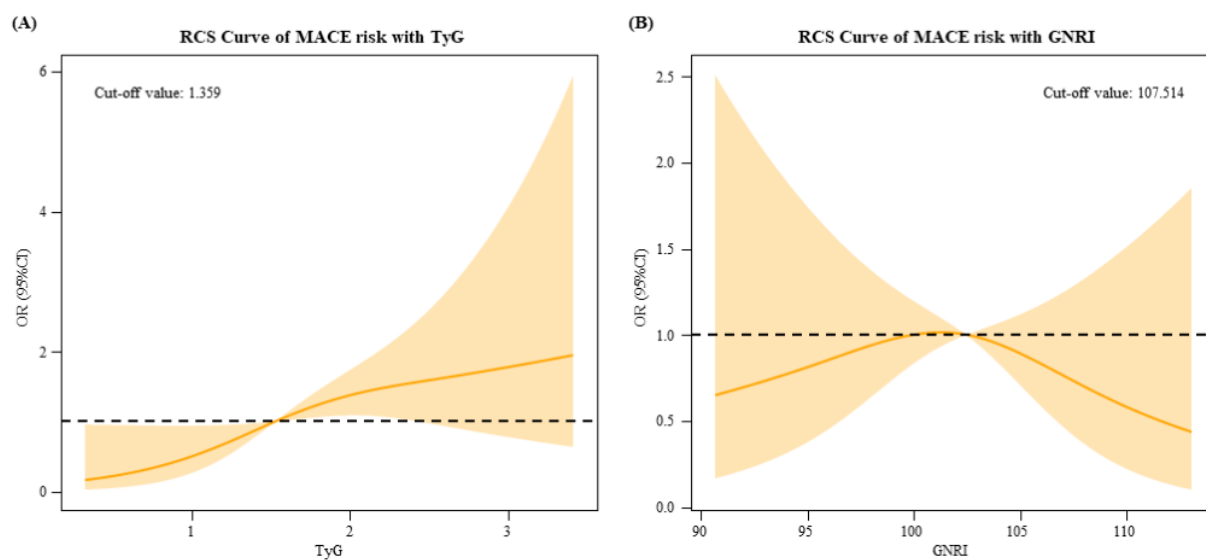 (A)
RCS Curve of MACE risk with TyG
Cut-off value: 1.359
6
4
2
0
OR (95%CI)
1
2
3
TyG
(B)
RCS Curve of MACE risk with GNRI
Cut-off value: 107.514
2.5
2.0
1.5
1.0
0.5
0.0
OR (95%CI)
90
95
100
105
110
GNRI